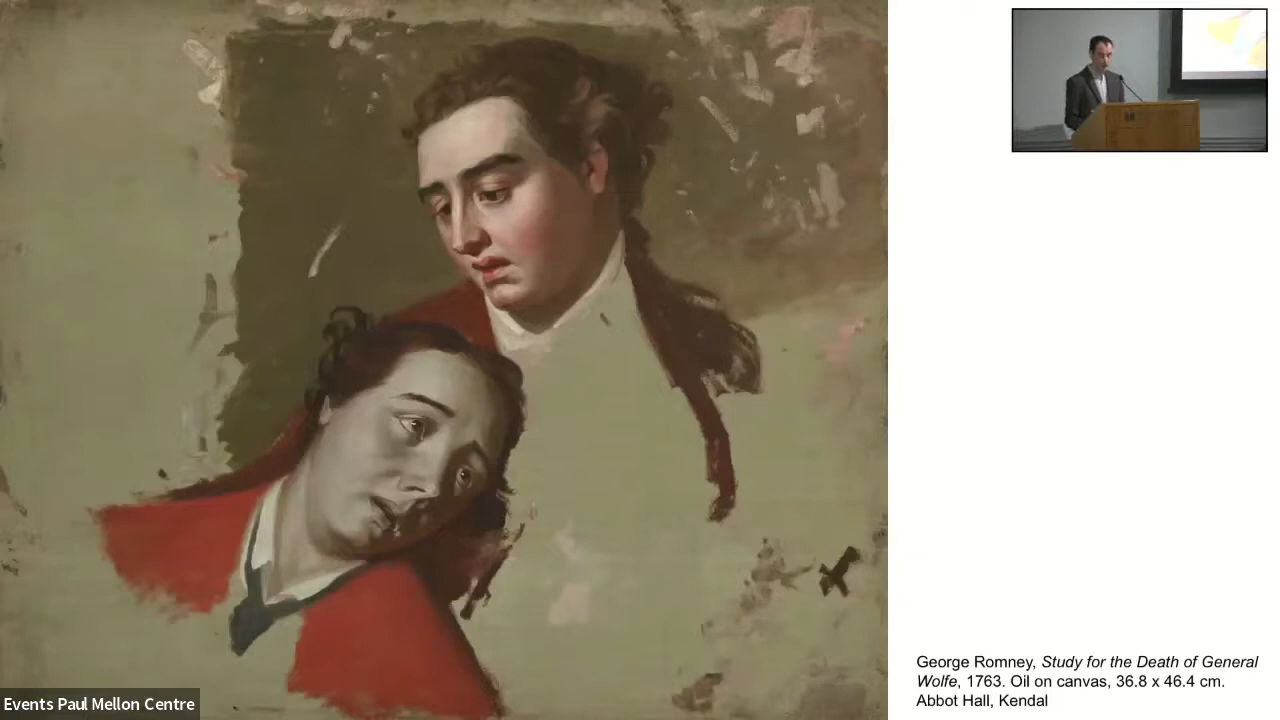 George Romney, Study for the Death of General
Wolfe, 1763. Oil on canvas, 36.8 x 46.4 cm.
Abbot Hall, Kendal
Events Paul Mellon Centre